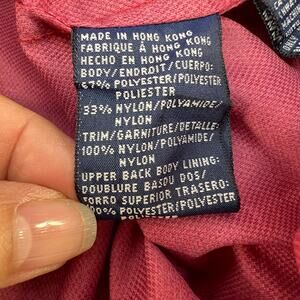 MADE IN HONG KONG
FABRIQUÉ A HONG KONG
HECHO EN HONG KONG
BODY/ENDROIT/CUERPO:
67% POLYESTER/POLYESTER
POLIESTER
33% NYLON/POLYAMIDE/
NYLON
TRIM/GARNITURE/DETALLE:
100% NYLON/POLYAMIDE/
NYLON
UPPER BACK BODY LINING:
DOUBLURE BASDU DOS/
FORRO SUPERIOR TRASERO:
100% POLYESTER/POLYESTER